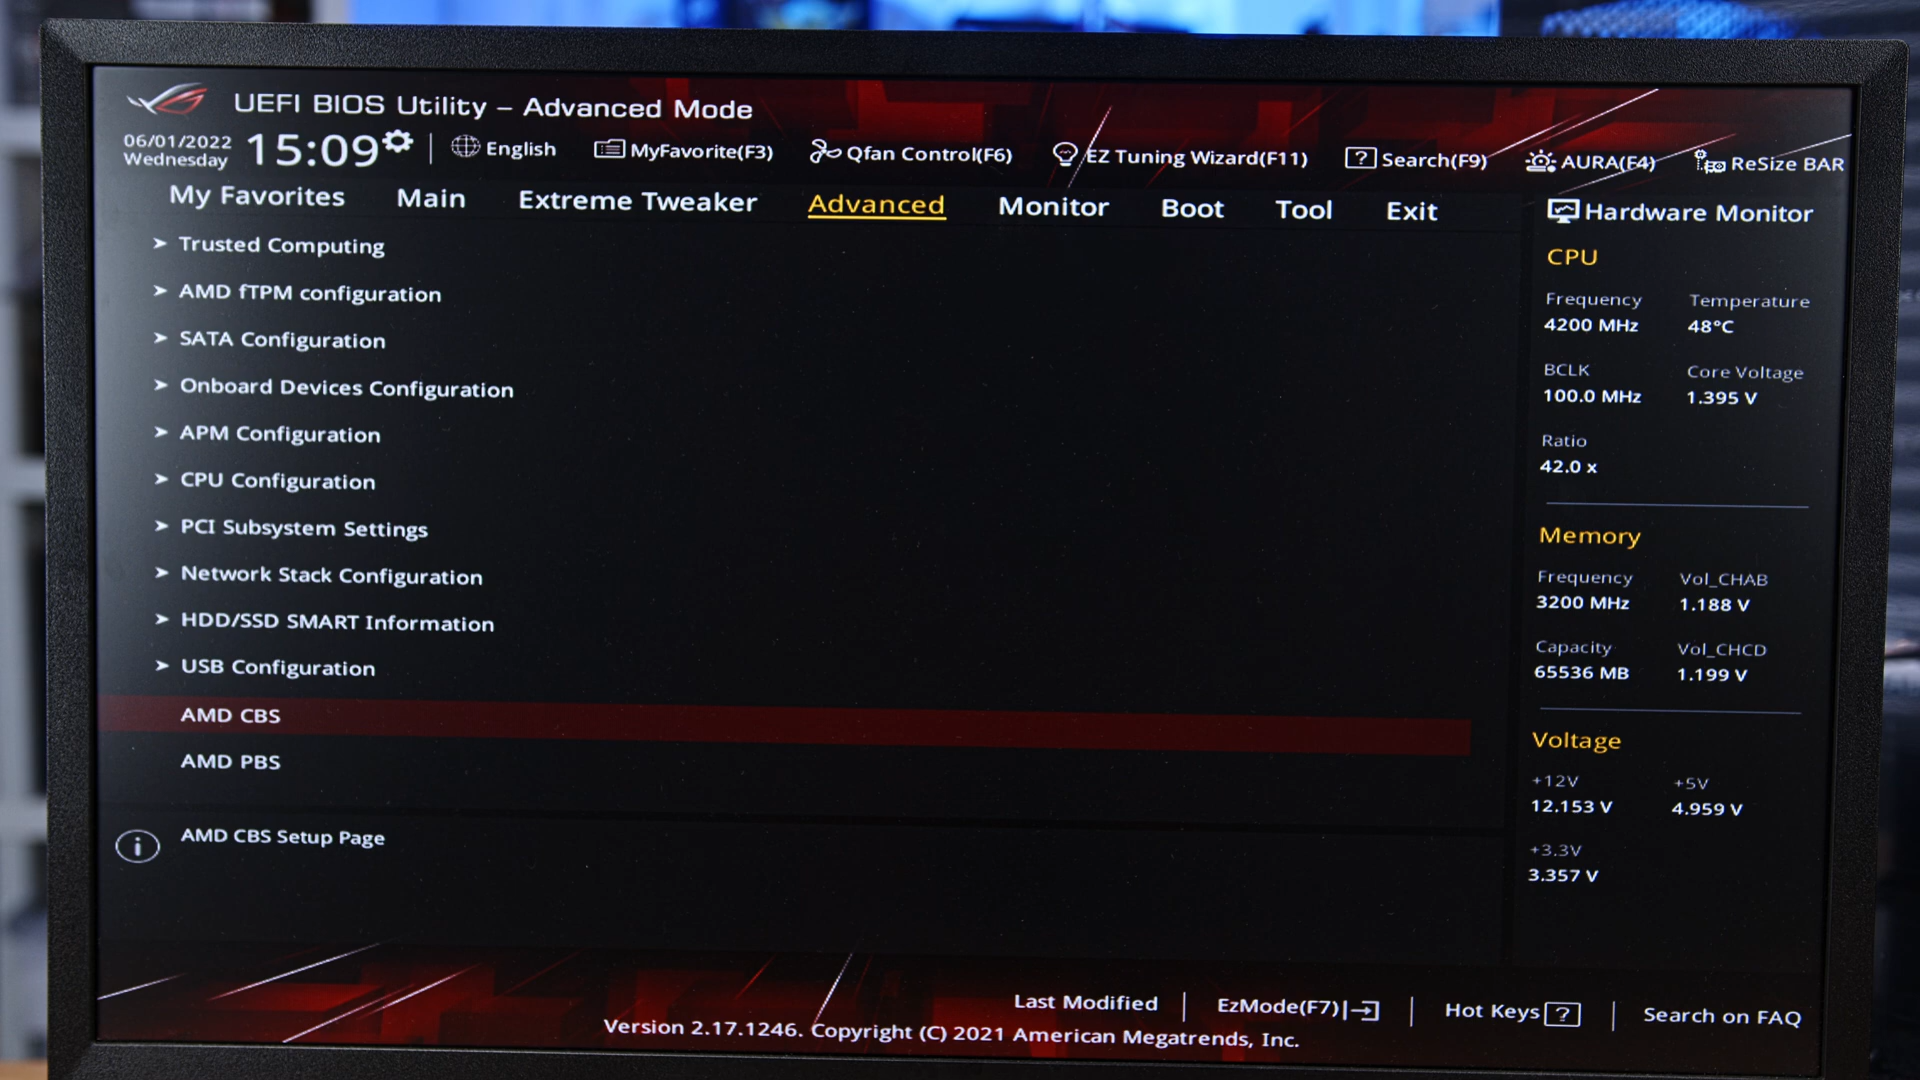 UEFI BIOS Utility – Advanced Mode
06/01/2022
Wednesday
15:09
English
MyFavorite(F3)
Qfan Control(F6)
EZ Tuning Wizard(F11)
Search(F9)
AURA(F4)
ReSize BAR
My Favorites
Main
Extreme Tweaker
Advanced
Monitor
Boot
Tool
Exit
Trusted Computing
AMD fTPM configuration
SATA Configuration
Onboard Devices Configuration
APM Configuration
CPU Configuration
PCI Subsystem Settings
Network Stack Configuration
HDD/SSD SMART Information
USB Configuration
AMD CBS
AMD PBS
AMD CBS Setup Page
Hardware Monitor
CPU
Frequency Temperature
4200 MHz 48°C
BCLK Core Voltage
100.0 MHz 1.395 V
Ratio
42.0 x
Memory
Frequency Vol_CHAB
3200 MHz 1.188 V
Capacity Vol_CHCD
65536 MB 1.199 V
Voltage
+12V +5V
12.153 V 4.959 V
+3.3V
3.357 V
Last Modified
EzMode(F7)
Hot Keys ?
Search on FAQ
Version 2.17.1246. Copyright (C) 2021 American Megatrends, Inc.